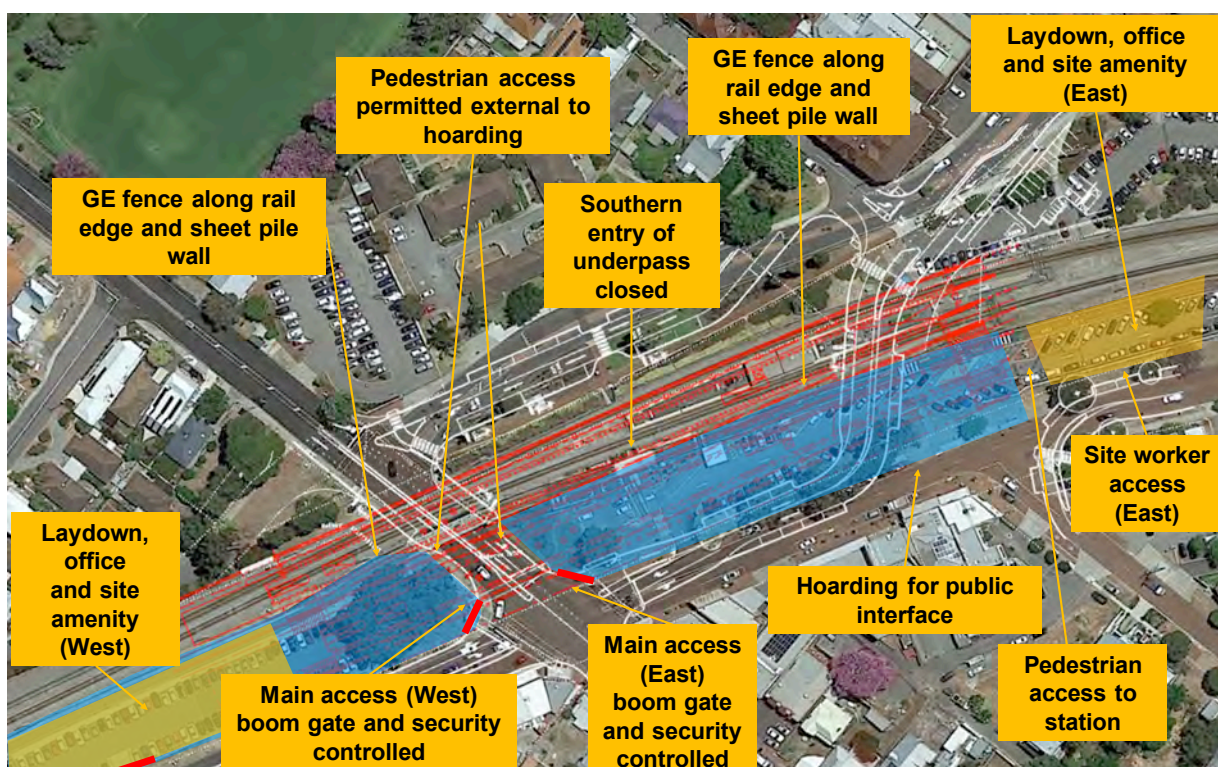 Laydown, office
and site amenity
(East)
GE fence along
rail edge and
sheet pile wall
Pedestrian access
permitted external to
hoarding
GE fence along rail
edge and sheet pile
wall
Southern
entry of
underpass
closed
Site worker
access
(East)
Laydown,
office
and site
amenity
(West)
Hoarding for public
interface
Main access (West)
boom gate and security
controlled
Main access
(East)
boom gate
and security
controlled
Pedestrian
access to
station